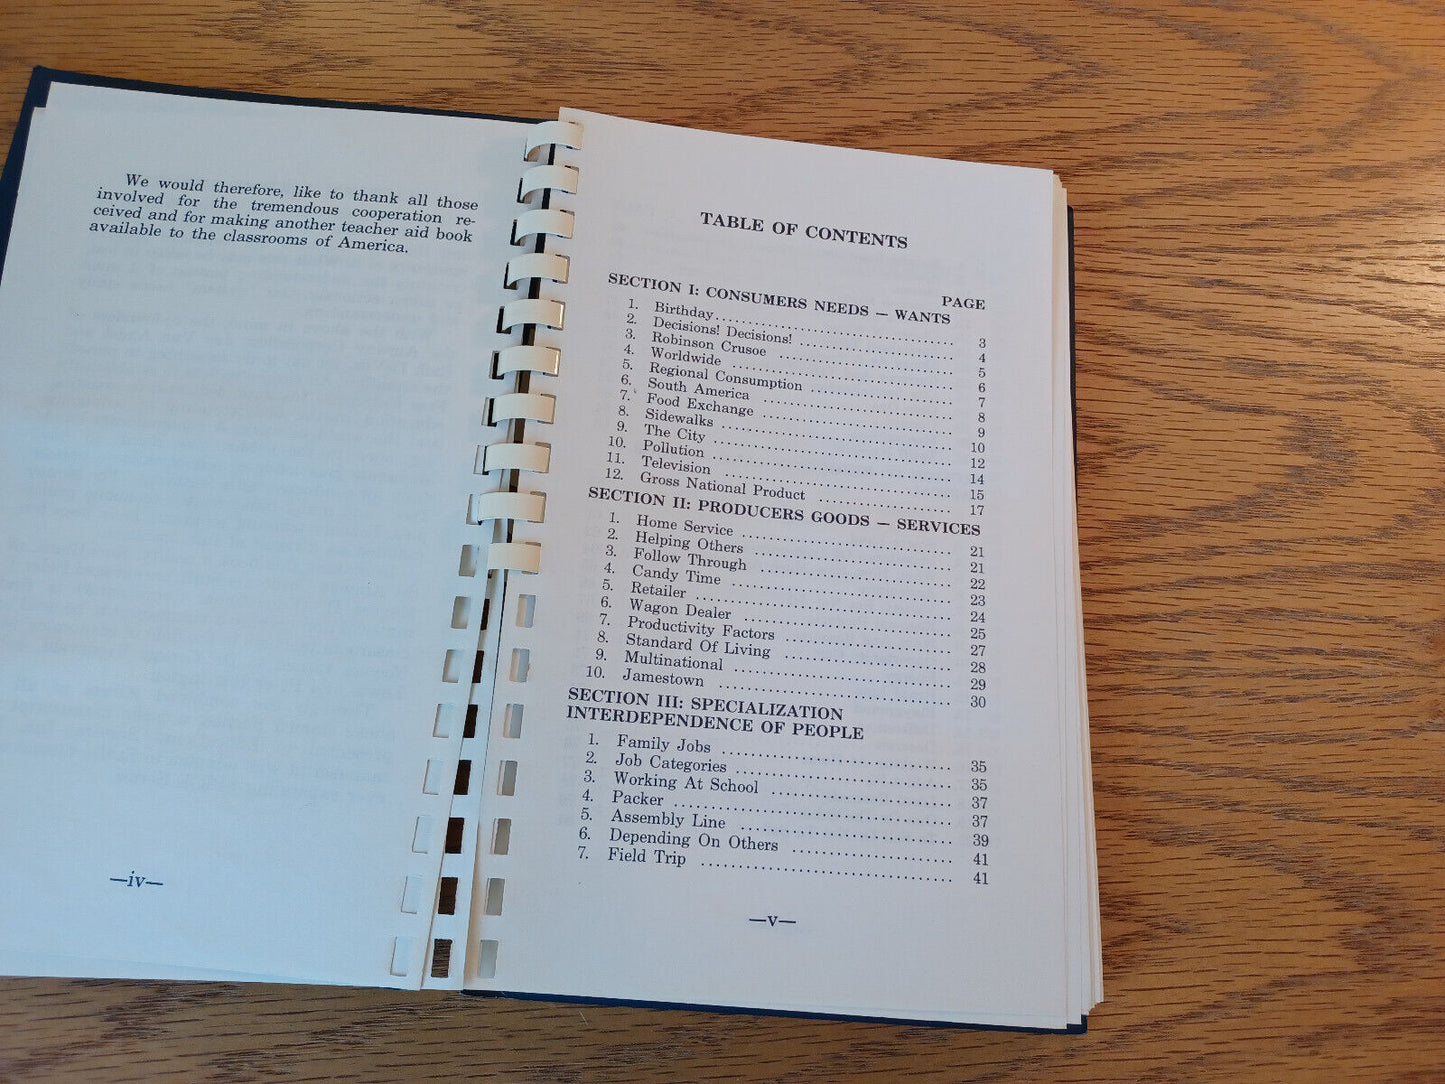 We would therefore, like to thank all those
involved for the tremendous cooperation re-
ceived and for making another teacher aid book
available to the classrooms of America.
—iv—
TABLE OF CONTENTS
PAGE
SECTION I: CONSUMERS NEEDS — WANTS
1. Birthday 3
2. Decisions! Decisions! 4
3. Robinson Crusoe 5
4. Worldwide 6
5. Regional Consumption 7
6. South America 8
7. Food Exchange 9
8. Sidewalks 10
9. The City 12
10. Pollution 14
11. Television 15
12. Gross National Product 17
SECTION II: PRODUCERS GOODS — SERVICES
1. Home Service 21
2. Helping Others 21
3. Follow Through 22
4. Candy Time 23
5. Retailer 24
6. Wagon Dealer 25
7. Productivity Factors 27
8. Standard Of Living 28
9. Multinational 29
10. Jamestown 30
SECTION III: SPECIALIZATION
INTERDEPENDENCE OF PEOPLE
1. Family Jobs 35
2. Job Categories 35
3. Working At School 37
4. Packer 37
5. Assembly Line 39
6. Depending On Others 41
7. Field Trip 41
—v—